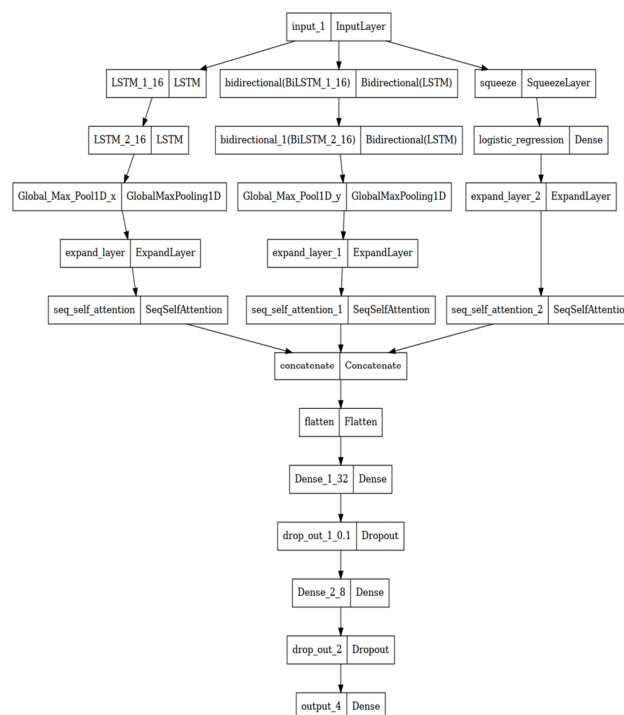 input_1 InputLayer
LSTM_1_16 LSTM bidirectional(BiLSTM_1_16) Bidirectional(LSTM) squeeze SqueezeLayer
LSTM_2_16 LSTM bidirectional_1(BiLSTM_2_16) Bidirectional(LSTM) logistic_regression Dense
Global_Max_Pool1D_x GlobalMaxPooling1D Global_Max_Pool1D_y GlobalMaxPooling1D expand_layer_2 ExpandLayer
expand_layer ExpandLayer expand_layer_1 ExpandLayer
seq_self_attention SeqSelfAttention seq_self_attention_1 SeqSelfAttention seq_self_attention_2 SeqSelfAttention
concatenate Concatenate
flatten Flatten
Dense_1_32 Dense
drop_out_1_0.1 Dropout
Dense_2_8 Dense
drop_out_2 Dropout
output_4 Dense